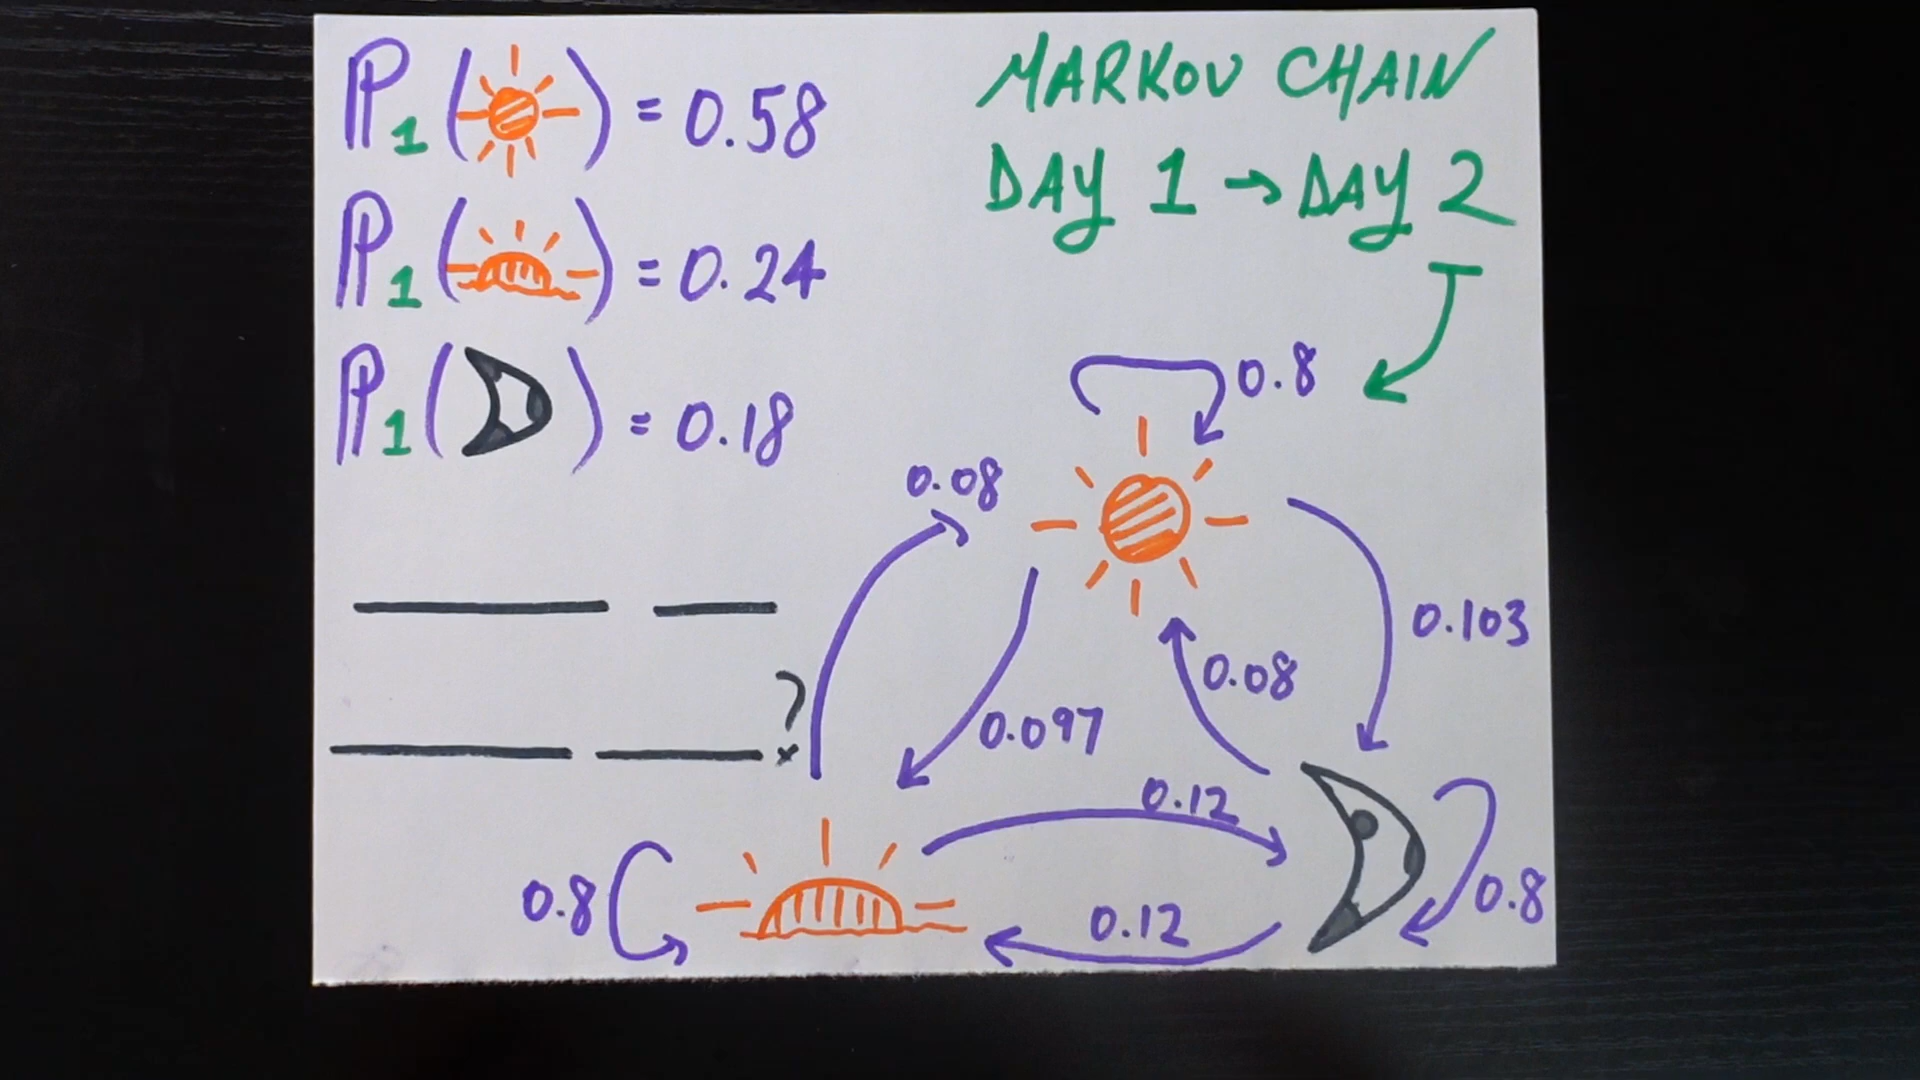 ℙ₁( ) = 0.58
ℙ₁( ) = 0.24
ℙ₁( ) = 0.18
MARKOV CHAIN
DAY 1 → DAY 2
0.8
0.08
0.103
0.08
0.097
?
0.12
0.8
0.12
0.8